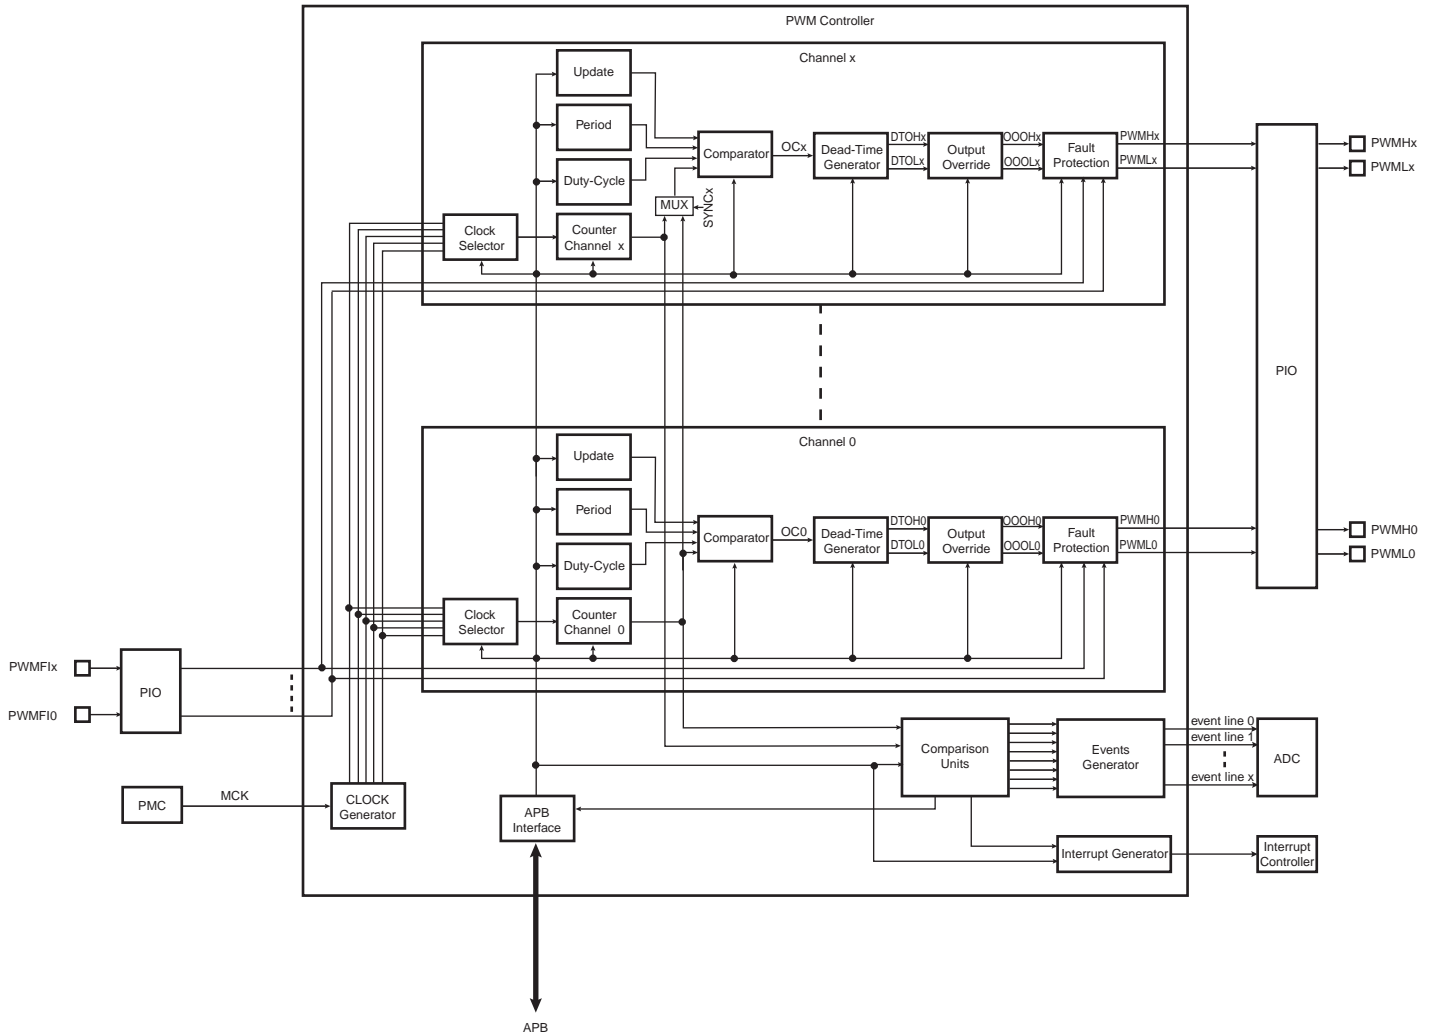 PWM Controller
Channel x
Update
Period
Duty-Cycle
Clock
Selector
Counter
Channel x
MUX
SYNCx
Comparator
OCx
Dead-Time
Generator
DTOHx
DTOLx
Output
Override
OOOHx
OOOLx
Fault
Protection
PWMHx
PWMLx
PIO
PWMHx
PWMLx
Channel 0
Update
Period
Duty-Cycle
Clock
Selector
Counter
Channel 0
Comparator
OC0
Dead-Time
Generator
DTOH0
DTOL0
Output
Override
OOOH0
OOOL0
Fault
Protection
PWMH0
PWML0
PWMH0
PWML0
PWMFIx
PWMFI0
PIO
PMC
MCK
CLOCK
Generator
APB
Interface
Comparison
Units
Events
Generator
event line 0
event line 1
event line x
ADC
Interrupt Generator
Interrupt
Controller
APB